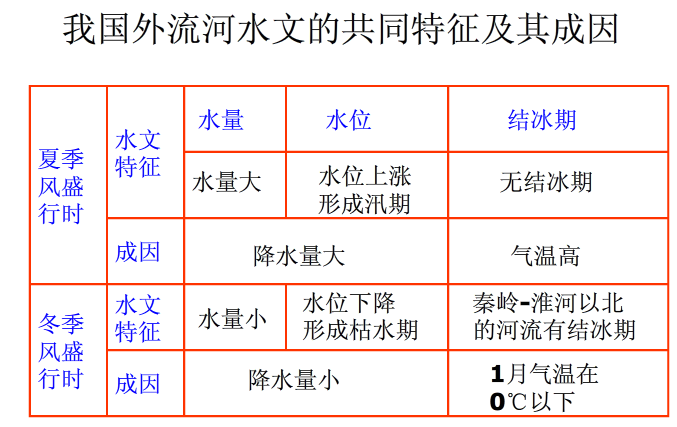 我国外流河水文的共同特征及其成因
水量
水位
结冰期
夏季
风盛
行时
水文
特征
水量大
水位上涨
形成汛期
无结冰期
成因
降水量大
气温高
冬季
风盛
行时
水文
特征
水量小
水位下降
形成枯水期
秦岭-淮河以北
的河流有结冰期
成因
降水量小
1月气温在
0℃以下